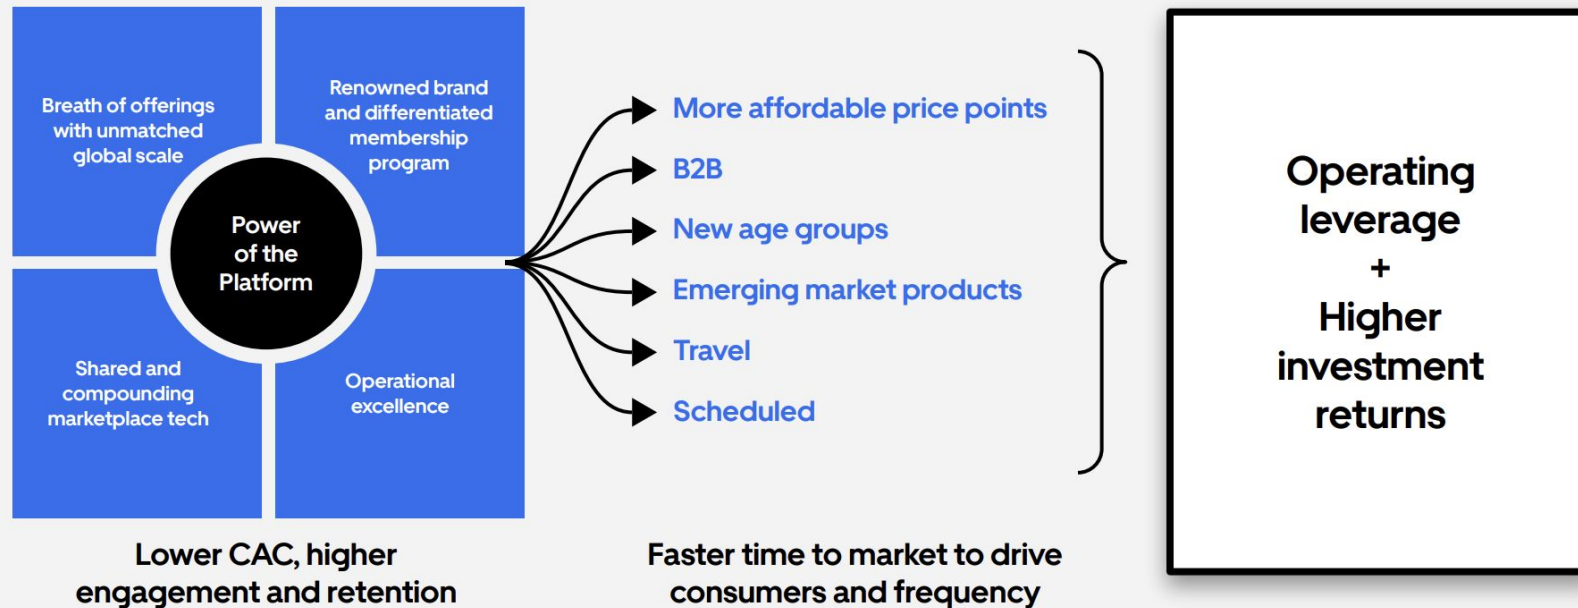 Breath of offerings
with unmatched
global scale
Renowned brand
and differentiated
membership
program
Power
of the
Platform
Shared and
compounding
marketplace tech
Operational
excellence
Lower CAC, higher
engagement and retention
More affordable price points
B2B
New age groups
Emerging market products
Travel
Scheduled
Faster time to market to drive
consumers and frequency
Operating
leverage
+
Higher
investment
returns